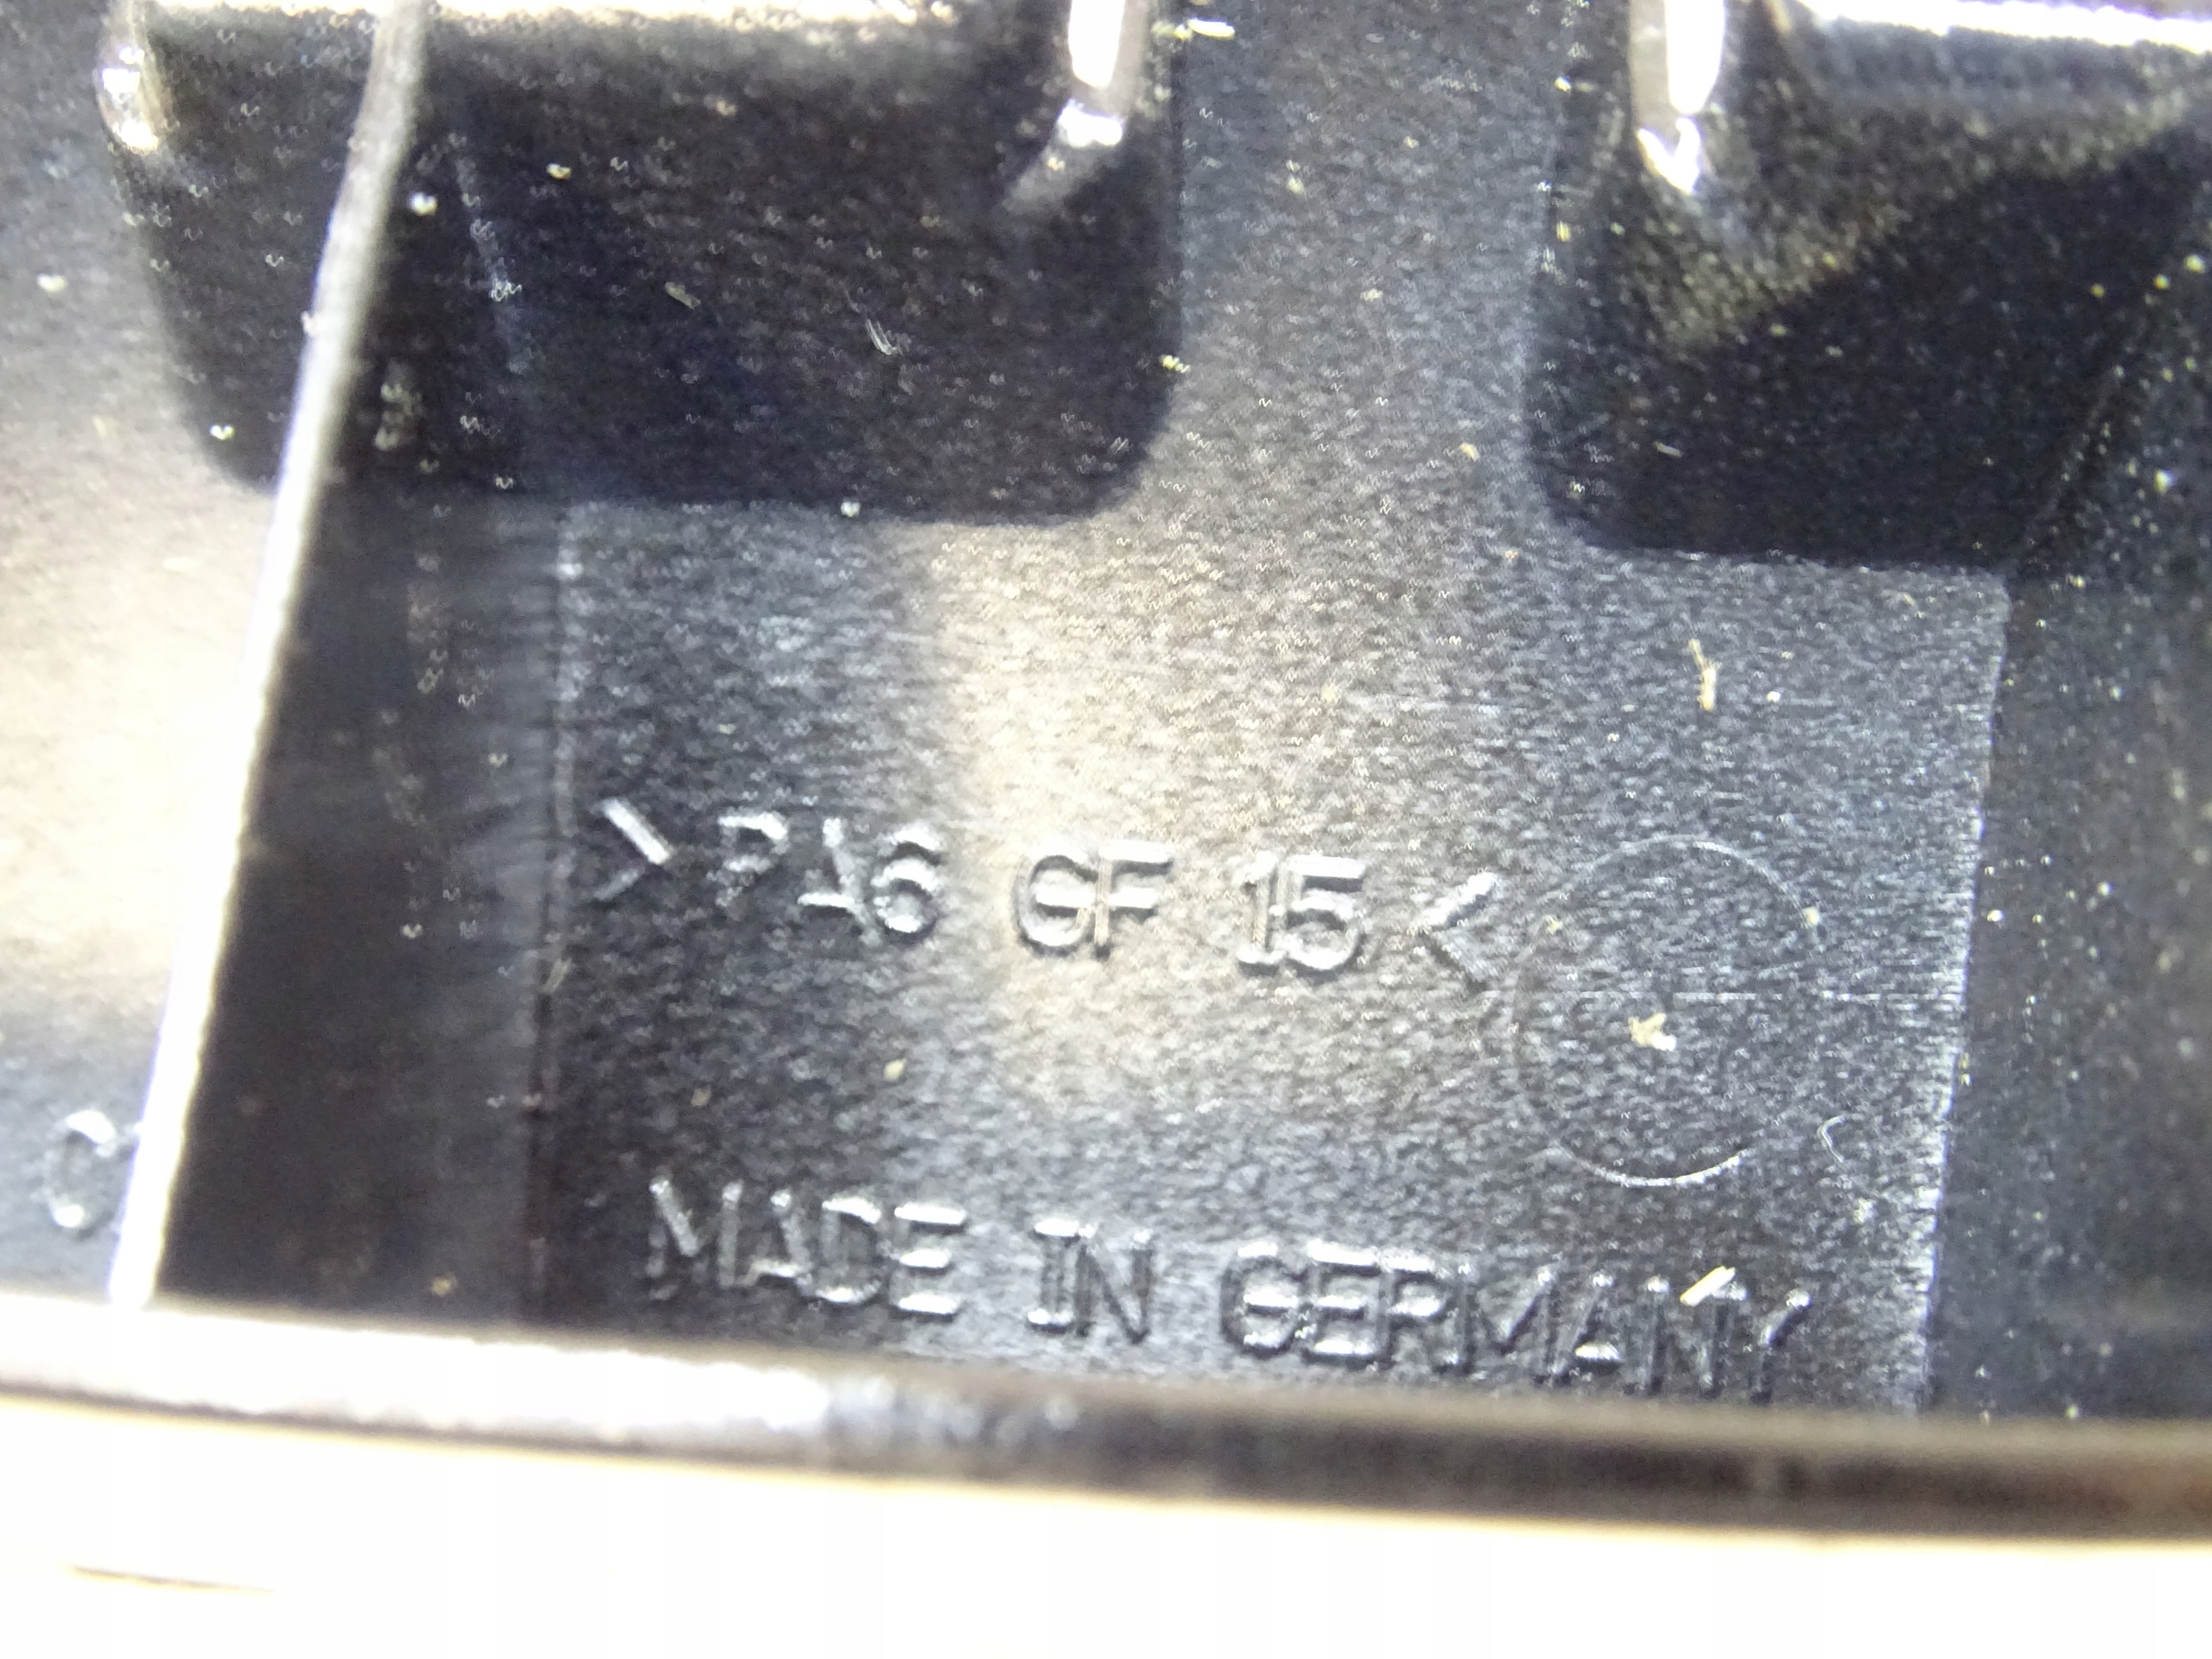 >PA6 GF 15<
MADE IN GERMANY